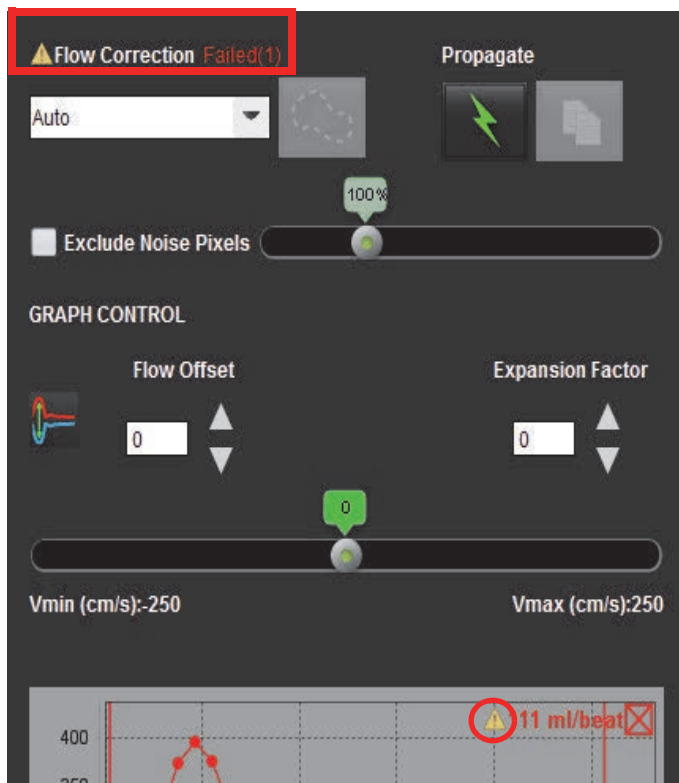 Flow Correction Failed(1)
Propagate
Auto
100%
Exclude Noise Pixels
GRAPH CONTROL
Flow Offset
Expansion Factor
0
0
0
Vmin (cm/s):-250
Vmax (cm/s):250
ml/beat
400